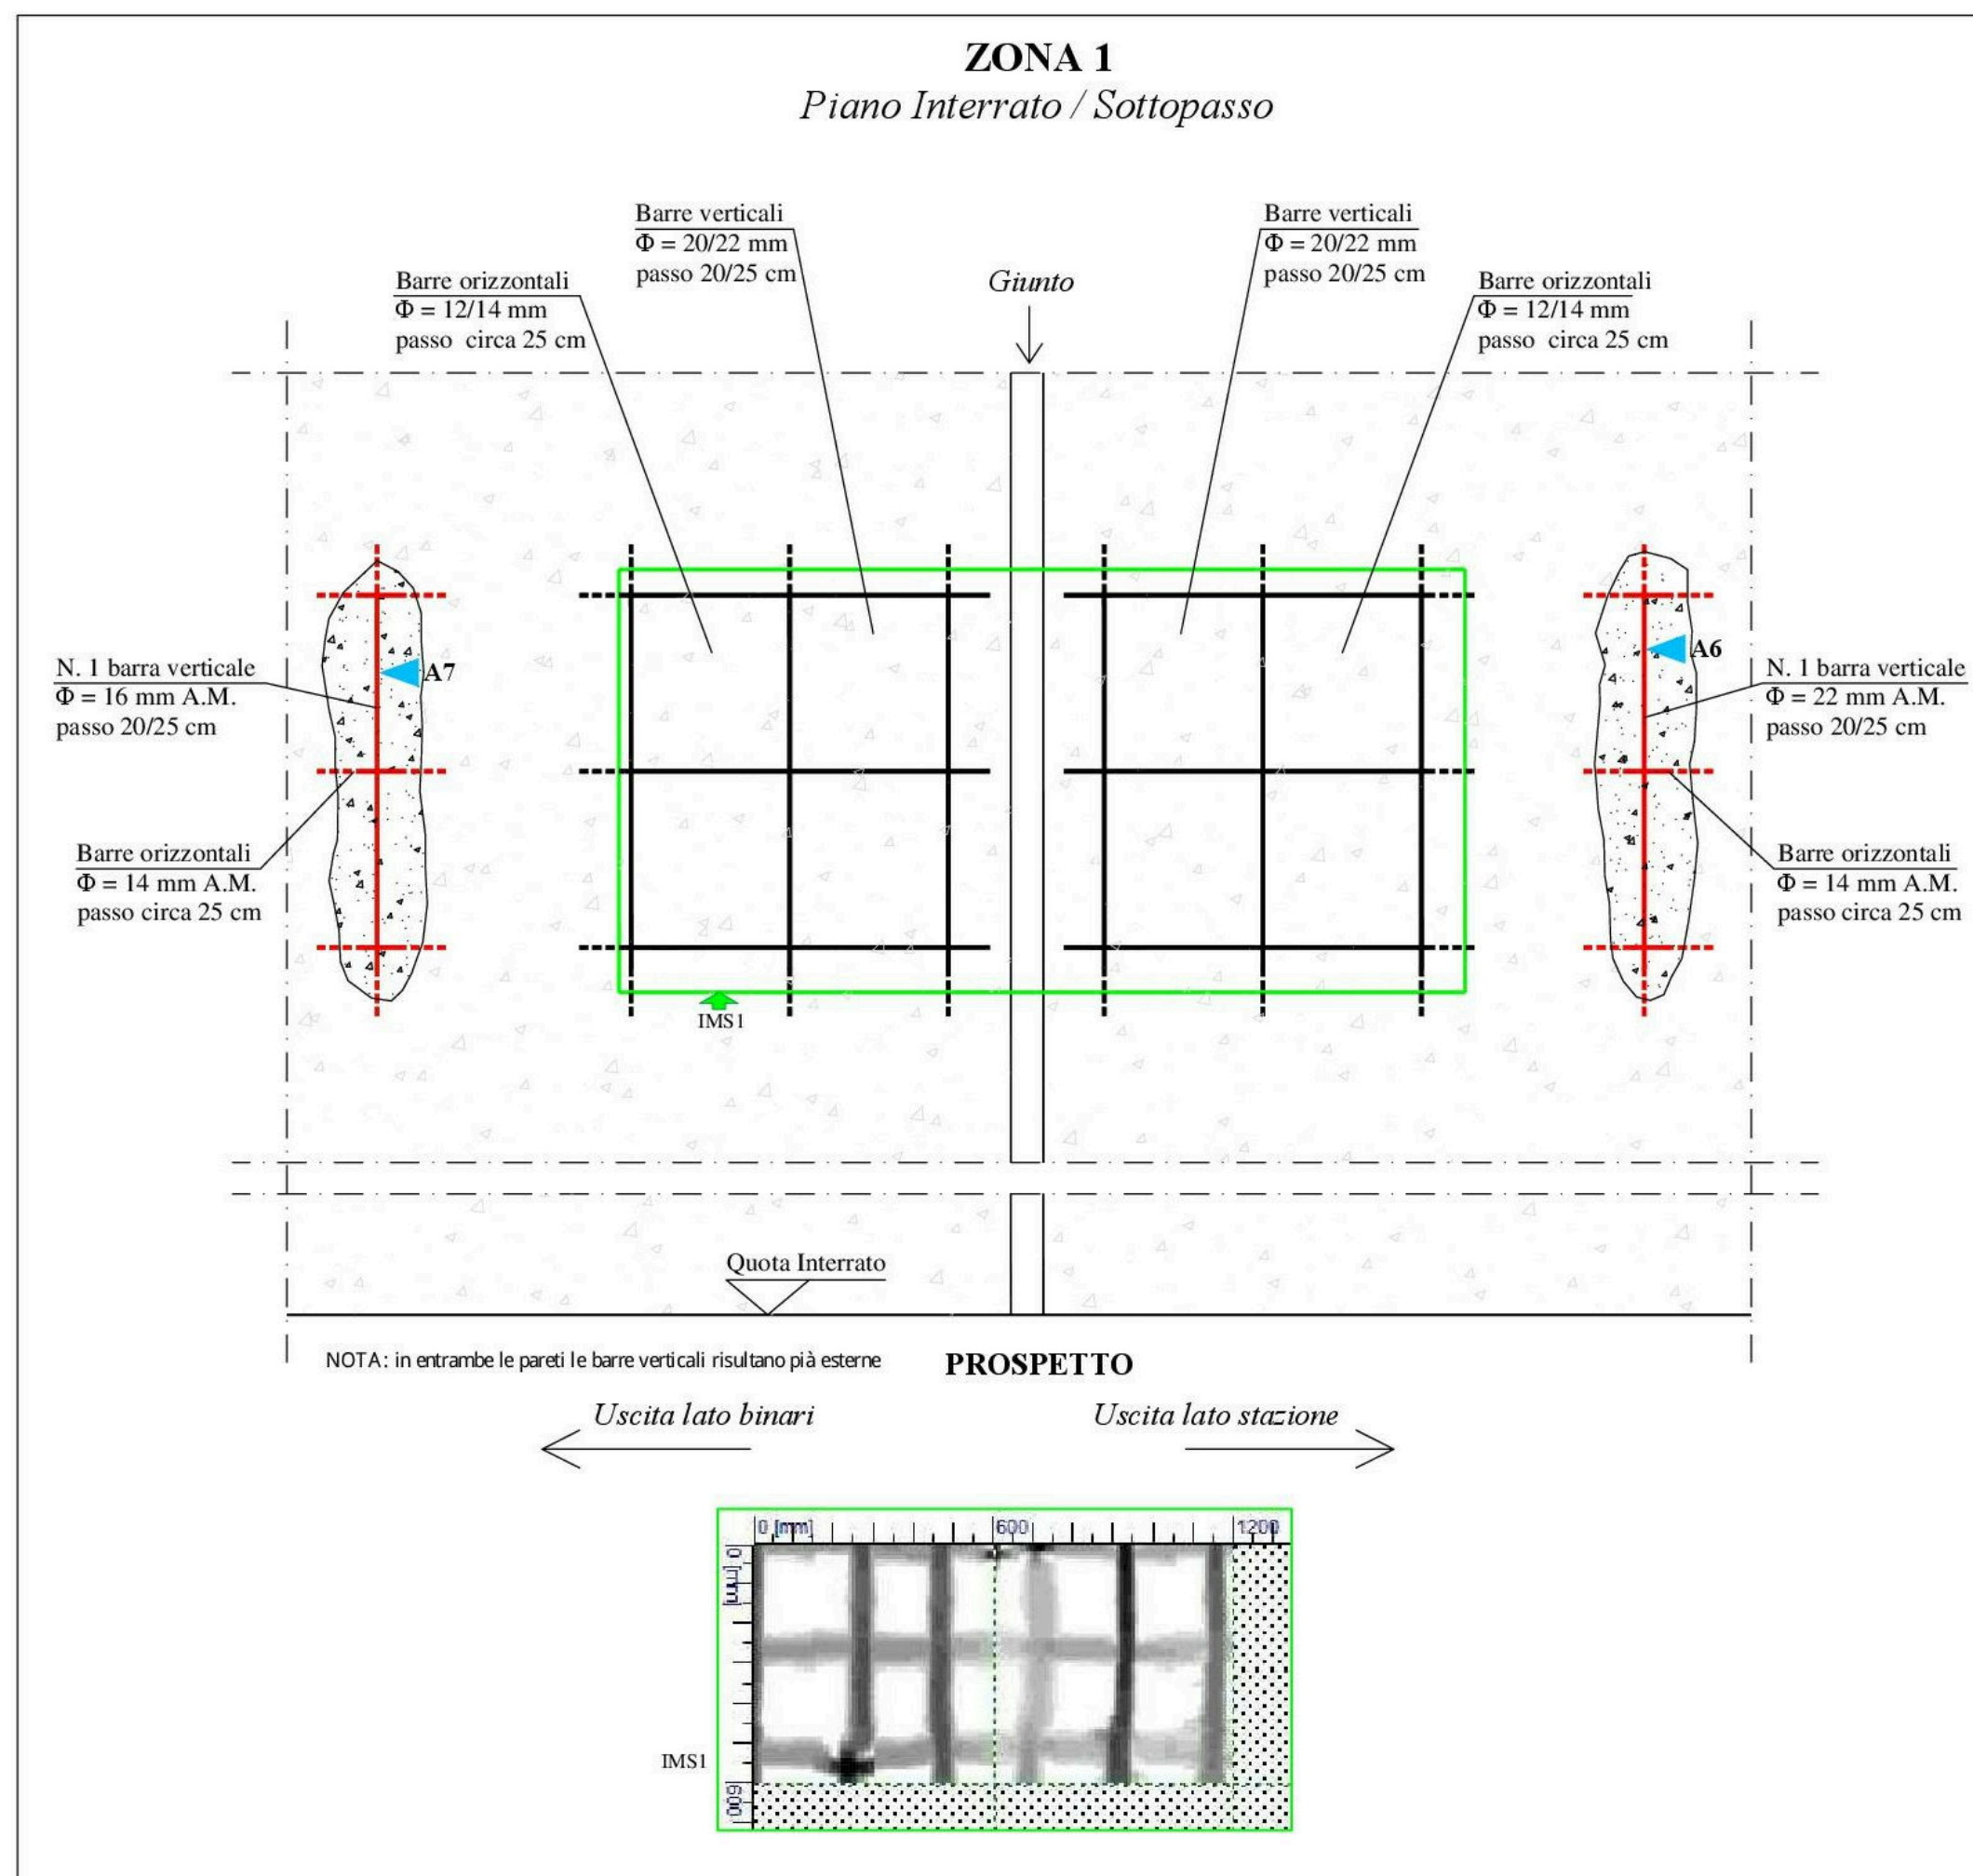 ZONA 1
Piano Interrato / Sottopasso
Barre verticali
Φ = 20/22 mm
passo 20/25 cm
Barre verticali
Φ = 20/22 mm
passo 20/25 cm
Barre orizzontali
Φ = 12/14 mm
passo circa 25 cm
Giunto
Barre orizzontali
Φ = 12/14 mm
passo circa 25 cm
N. 1 barra verticale
Φ = 16 mm A.M.
passo 20/25 cm
A7
A6
N. 1 barra verticale
Φ = 22 mm A.M.
passo 20/25 cm
Barre orizzontali
Φ = 14 mm A.M.
passo circa 25 cm
Barre orizzontali
Φ = 14 mm A.M.
passo circa 25 cm
IMS1
Quota Interrato
NOTA: in entrambe le pareti le barre verticali risultano pià esterne
PROSPETTO
Uscita lato binari
Uscita lato stazione
0 [mm] 600 1200
0 [mm] 600
IMS1